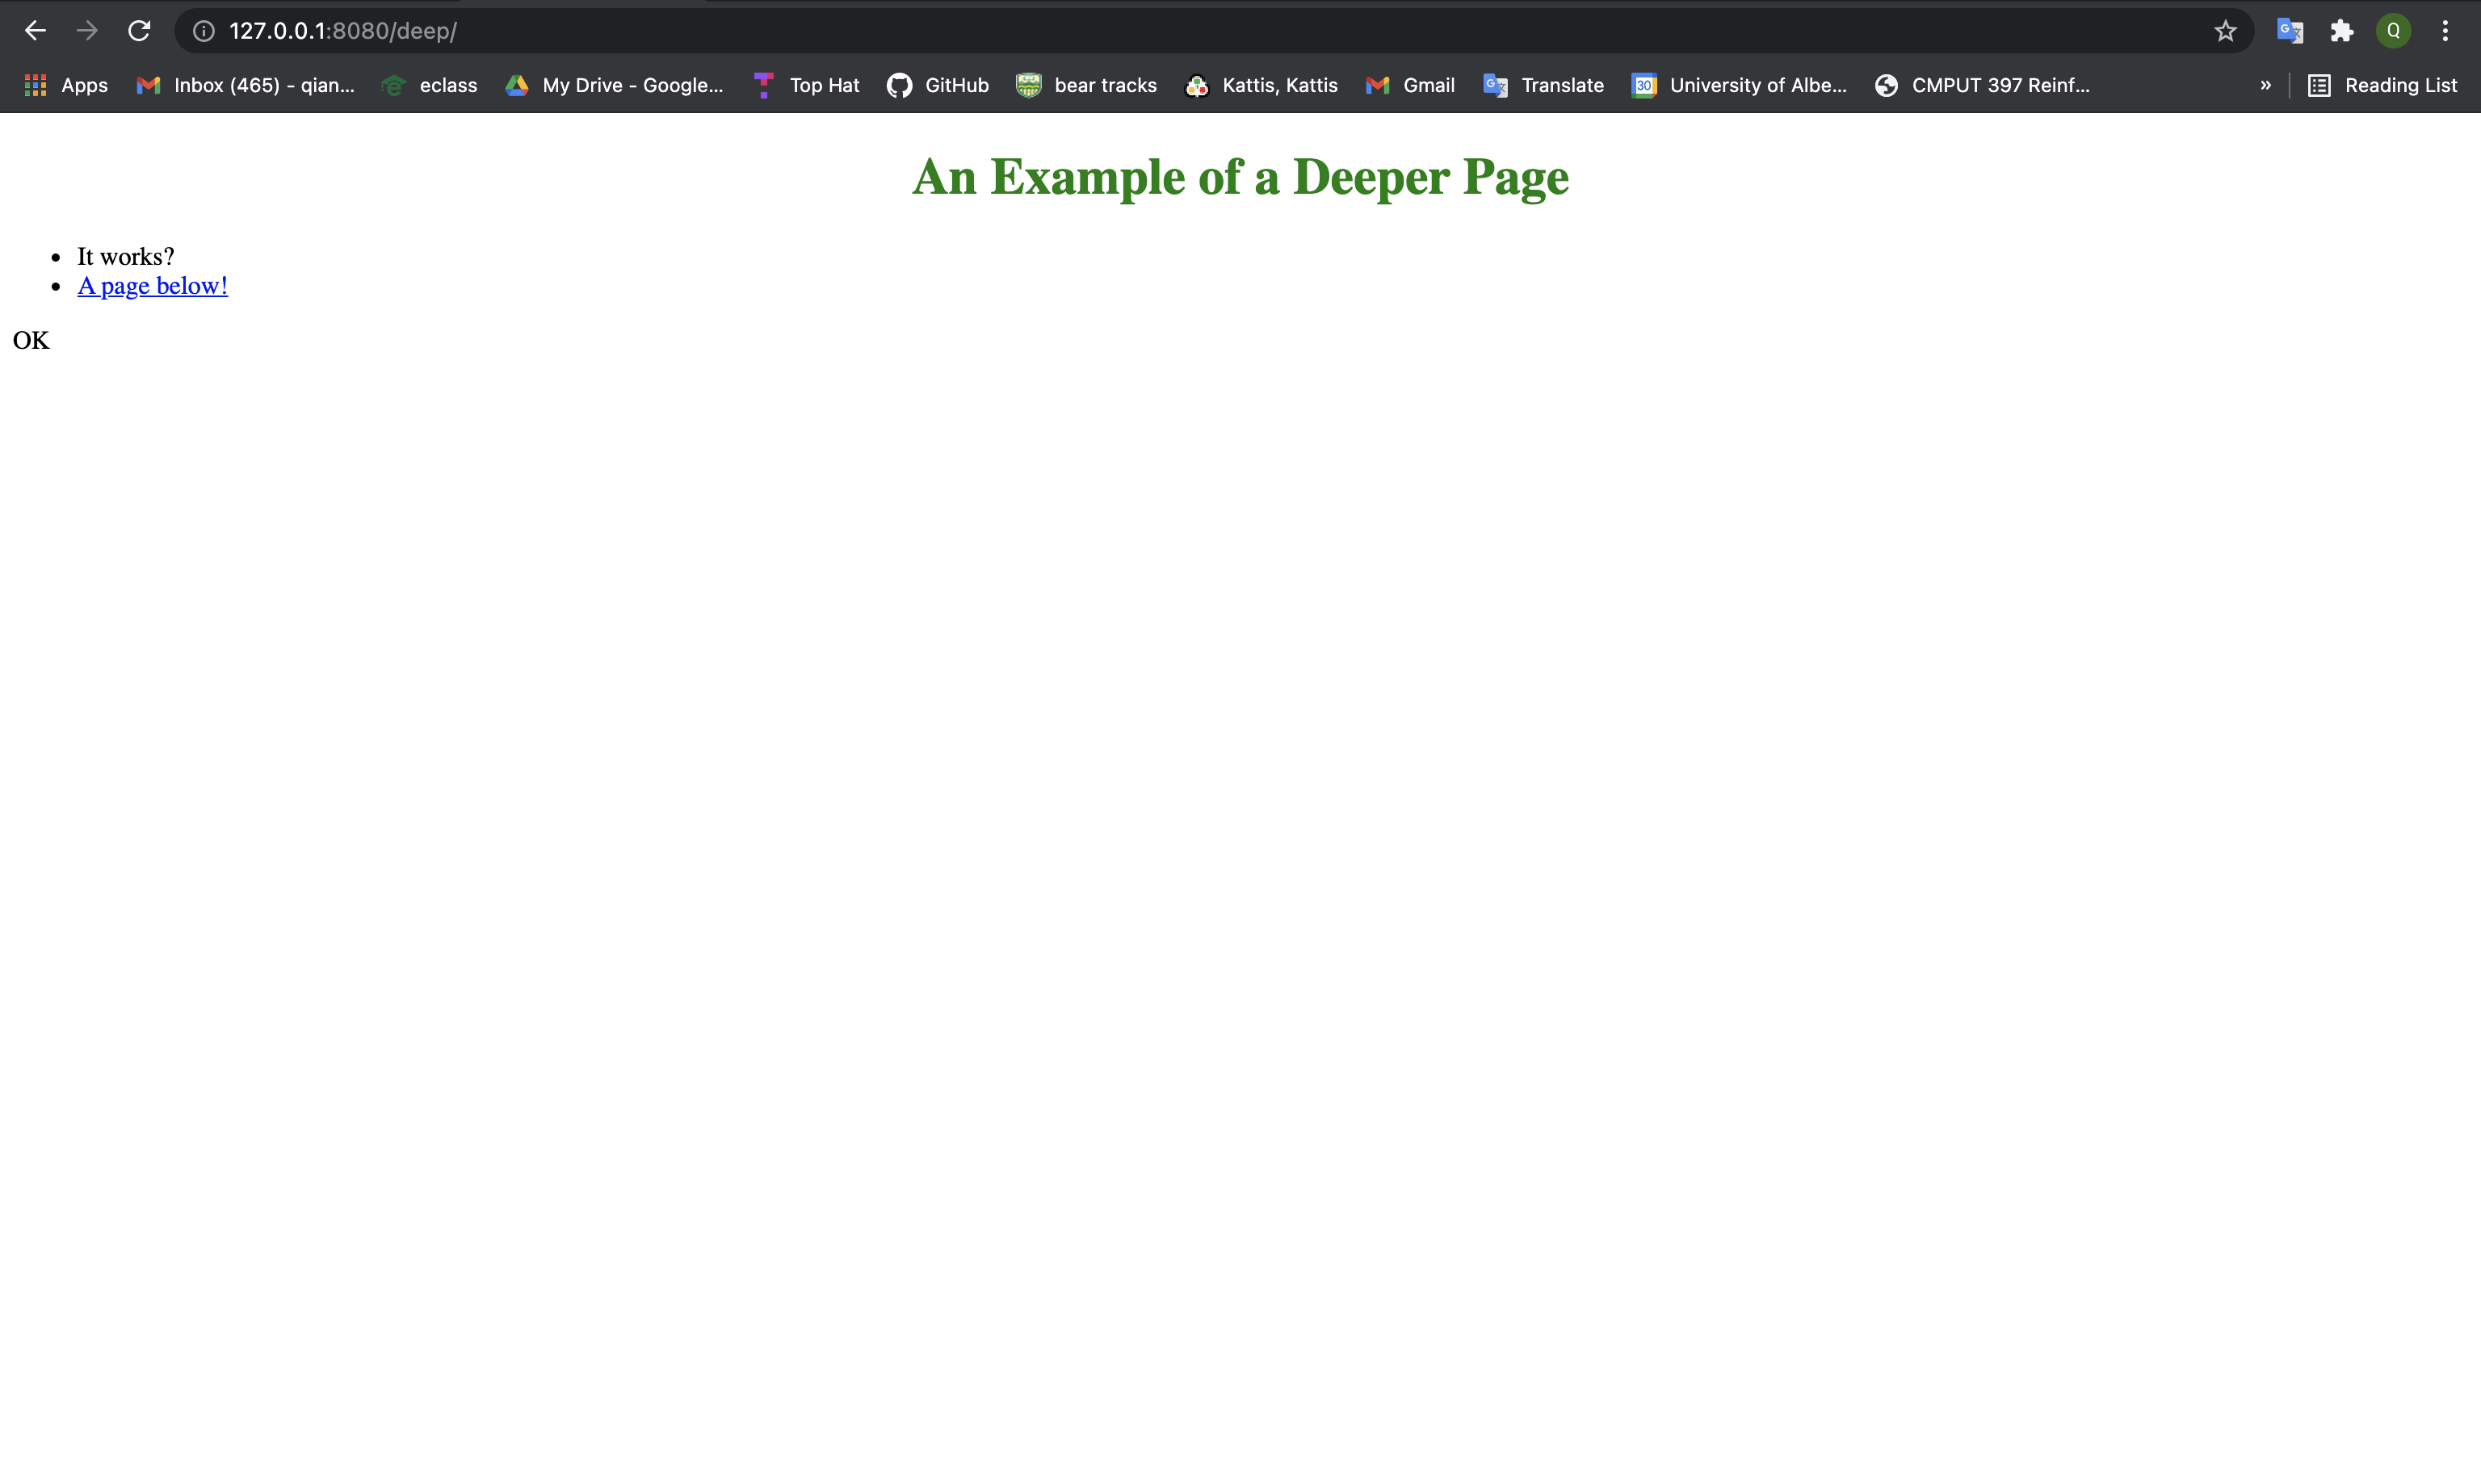 127.0.0.1:8080/deep/
Q
Apps Inbox (465) - qian... eclass My Drive - Google... Top Hat GitHub bear tracks Kattis, Kattis Gmail Translate 30 University of Albe... CMPUT 397 Reinf... » Reading List
An Example of a Deeper Page
• It works?
• A page below!
OK